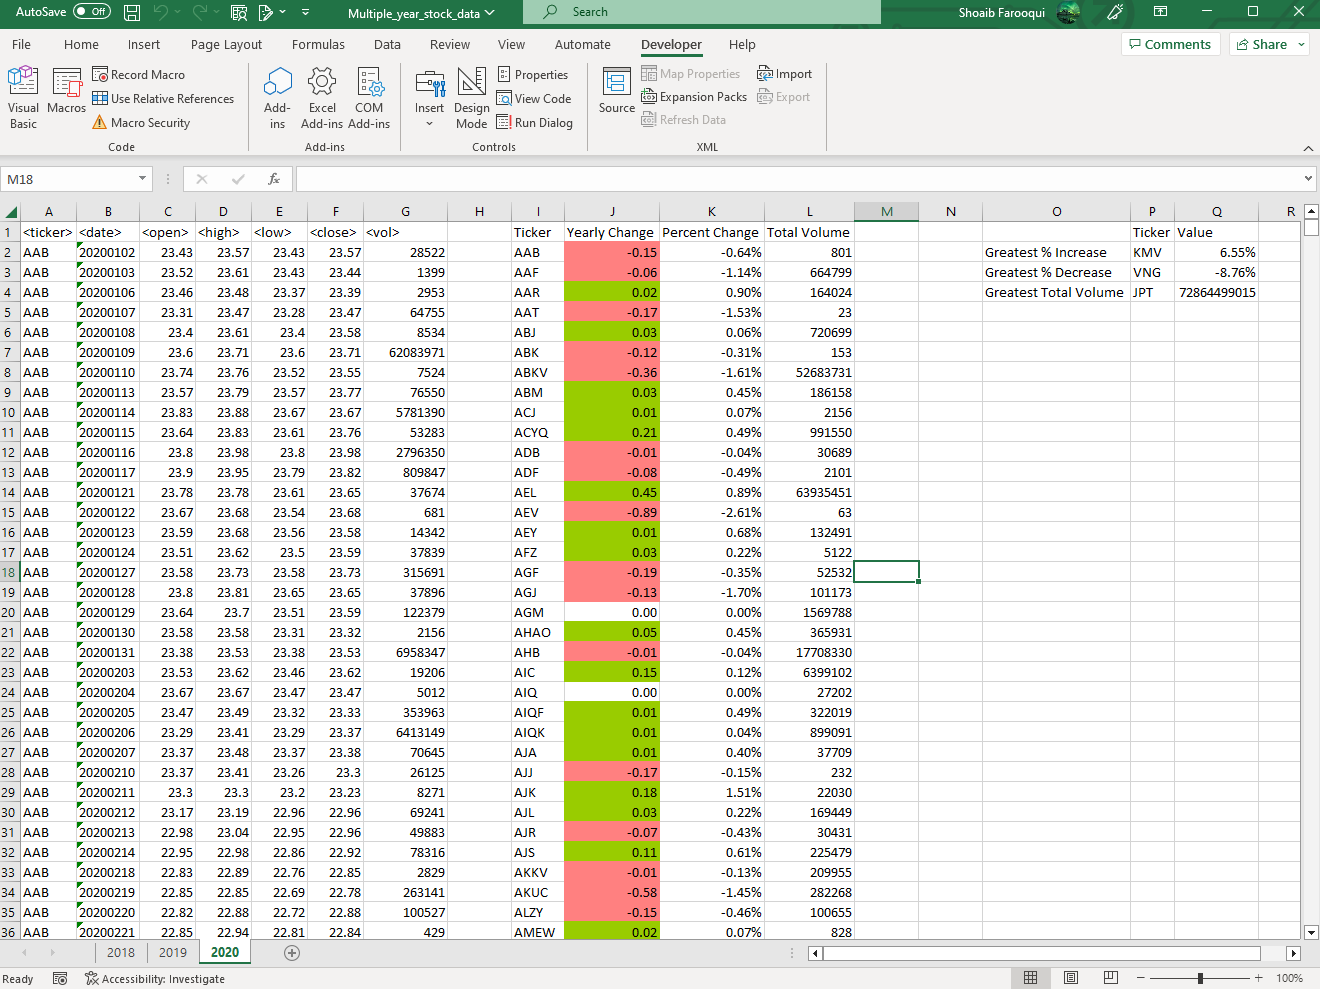 AutoSave Off Multiple_year_stock_data Search Shoaib Farooqui
File Home Insert Page Layout Formulas Data Review View Automate Developer Help Comments Share
Visual Basic Macros Record Macro Use Relative References Macro Security Add-ins Excel Add-ins COM Add-ins Insert Design Mode Properties View Code Run Dialog Source Map Properties Expansion Packs Refresh Data Import Export
Code Add-ins Controls XML
M18 fx
A B C D E F G H I J K L M N O P Q R
1 <ticker> <date> <open> <high> <low> <close> <vol> Ticker Yearly Change Percent Change Total Volume Ticker Value
2 AAB 20200102 23.43 23.57 23.43 23.57 28522 AAB -0.15 -0.64% 801 Greatest % Increase KMV 6.55%
3 AAB 20200103 23.52 23.61 23.43 23.44 1399 AAF -0.06 -1.14% 664799 Greatest % Decrease VNG -8.76%
4 AAB 20200106 23.46 23.48 23.37 23.39 2953 AAR 0.02 0.90% 164024 Greatest Total Volume JPT 72864499015
5 AAB 20200107 23.31 23.47 23.28 23.47 64755 AAT -0.17 -1.53% 23
6 AAB 20200108 23.4 23.61 23.4 23.58 8534 ABJ 0.03 0.06% 720699
7 AAB 20200109 23.6 23.71 23.6 23.71 62083971 ABK -0.12 -0.31% 153
8 AAB 20200110 23.74 23.76 23.52 23.55 7524 ABKV -0.36 -1.61% 52683731
9 AAB 20200113 23.57 23.79 23.57 23.77 76550 ABM 0.03 0.45% 186158
10 AAB 20200114 23.83 23.88 23.67 23.67 5781390 ACJ 0.01 0.07% 2156
11 AAB 20200115 23.64 23.83 23.61 23.76 53283 ACYQ 0.21 0.49% 991550
12 AAB 20200116 23.8 23.98 23.8 23.98 2796350 ADB -0.01 -0.04% 30689
13 AAB 20200117 23.9 23.95 23.79 23.82 809847 ADF -0.08 -0.49% 2101
14 AAB 20200121 23.78 23.78 23.61 23.65 37674 AEL 0.45 0.89% 63935451
15 AAB 20200122 23.67 23.68 23.54 23.68 681 AEV -0.89 -2.61% 63
16 AAB 20200123 23.59 23.68 23.56 23.58 14342 AEY 0.01 0.68% 132491
17 AAB 20200124 23.51 23.62 23.5 23.59 37839 AFZ 0.03 0.22% 5122
18 AAB 20200127 23.58 23.73 23.58 23.73 315691 AGF -0.19 -0.35% 52532
19 AAB 20200128 23.8 23.81 23.65 23.65 37896 AGJ -0.13 -1.70% 101173
20 AAB 20200129 23.64 23.7 23.51 23.59 122379 AGM 0.00 0.00% 1569788
21 AAB 20200130 23.58 23.58 23.31 23.32 2156 AHAO 0.05 0.45% 365931
22 AAB 20200131 23.38 23.53 23.38 23.53 6958347 AHB -0.01 -0.04% 17708330
23 AAB 20200203 23.53 23.62 23.46 23.62 19206 AIC 0.15 0.12% 6399102
24 AAB 20200204 23.67 23.67 23.47 23.47 5012 AIQ 0.00 0.00% 27202
25 AAB 20200205 23.47 23.49 23.32 23.33 353963 AIQF 0.01 0.49% 322019
26 AAB 20200206 23.29 23.41 23.29 23.37 6413149 AIQK 0.01 0.04% 899091
27 AAB 20200207 23.37 23.48 23.37 23.38 70645 AJA 0.01 0.40% 37709
28 AAB 20200210 23.37 23.41 23.26 23.3 26125 AJJ -0.17 -0.15% 232
29 AAB 20200211 23.3 23.3 23.2 23.23 8271 AJK 0.18 1.51% 22030
30 AAB 20200212 23.17 23.19 22.96 22.96 69241 AJL 0.03 0.22% 169449
31 AAB 20200213 22.98 23.04 22.95 22.96 49883 AJR -0.07 -0.43% 30431
32 AAB 20200214 22.95 22.98 22.86 22.92 78316 AJS 0.11 0.61% 225479
33 AAB 20200218 22.83 22.89 22.76 22.85 2829 AKKV -0.01 -0.13% 209955
34 AAB 20200219 22.85 22.85 22.69 22.78 263141 AKUC -0.58 -1.45% 282268
35 AAB 20200220 22.82 22.88 22.72 22.88 100527 ALZY -0.15 -0.46% 100655
36 AAB 20200221 22.85 22.94 22.81 22.84 429 AMEW 0.02 0.07% 828
2018 2019 2020
Ready Accessibility: Investigate 100%